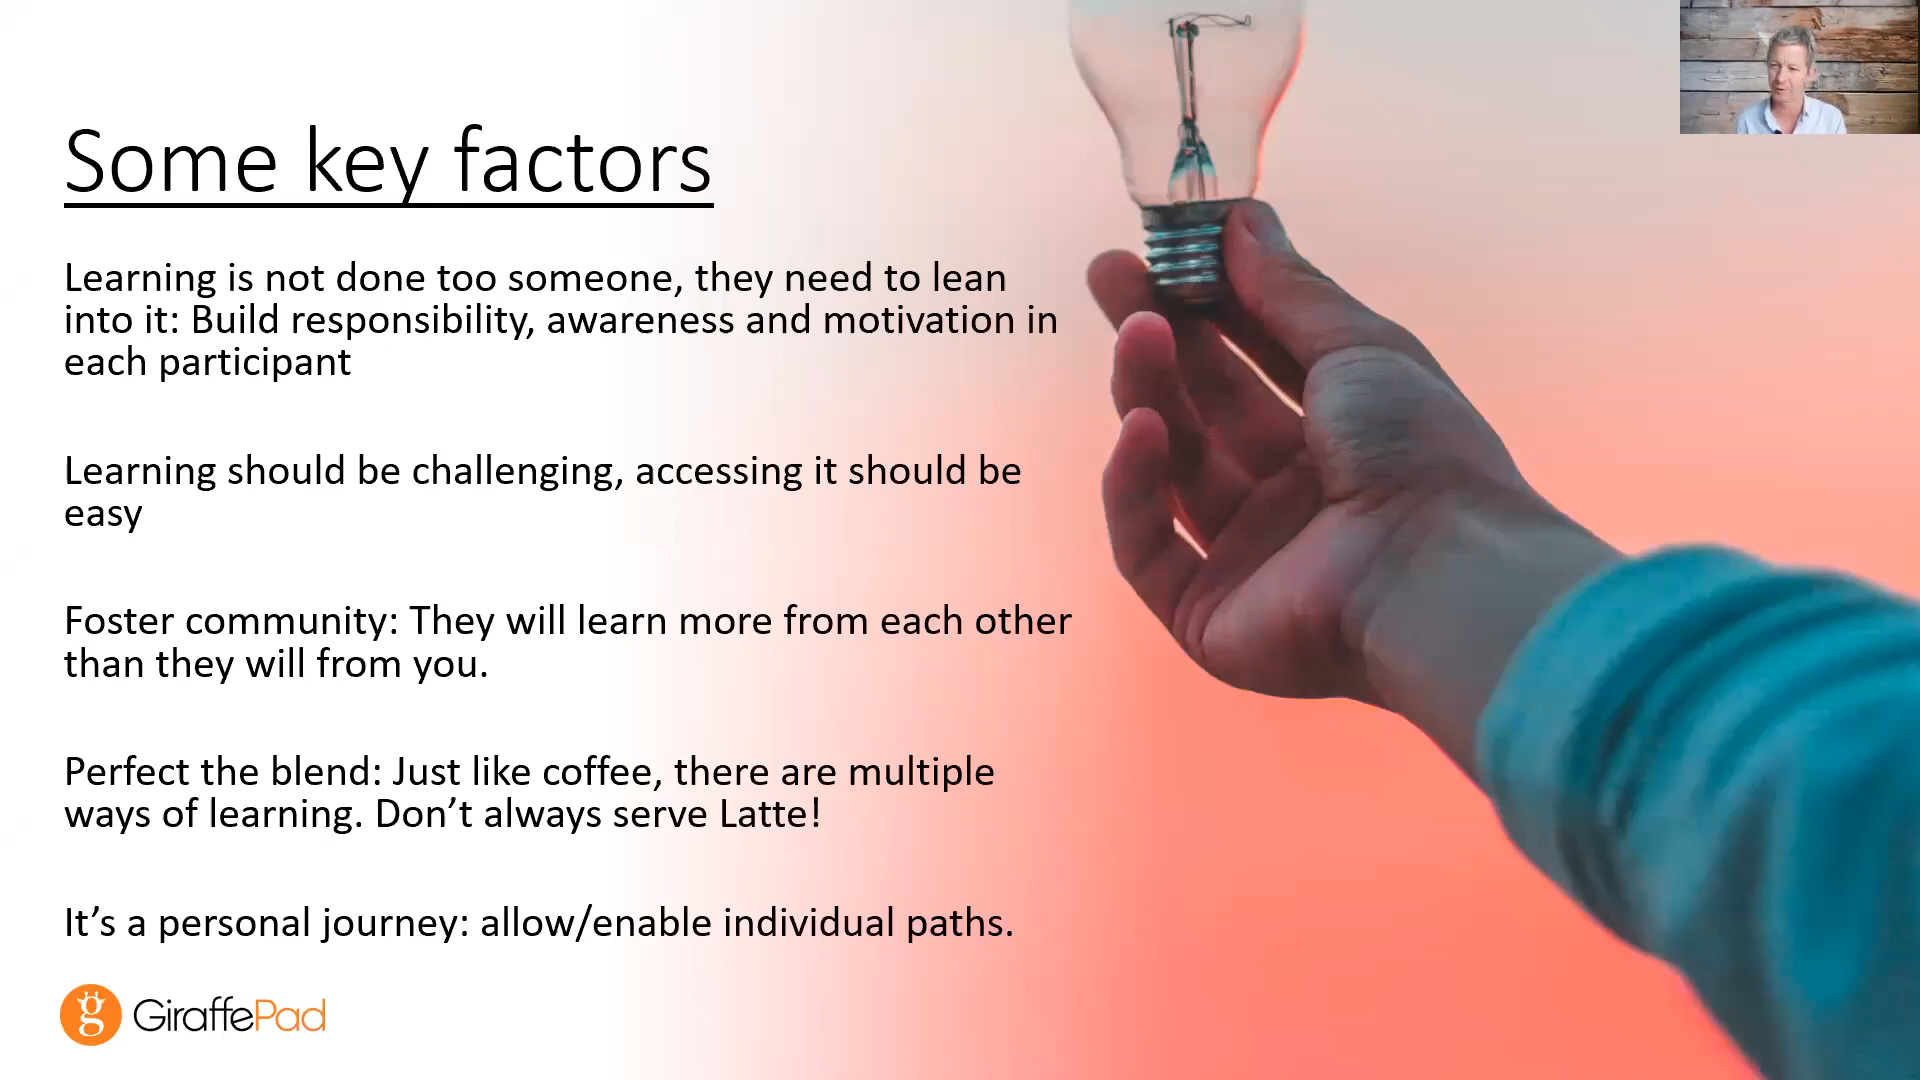 Some key factors
Learning is not done too someone, they need to lean
into it: Build responsibility, awareness and motivation in
each participant
Learning should be challenging, accessing it should be
easy
Foster community: They will learn more from each other
than they will from you.
Perfect the blend: Just like coffee, there are multiple
ways of learning. Don’t always serve Latte!
It’s a personal journey: allow/enable individual paths.
g GiraffePad